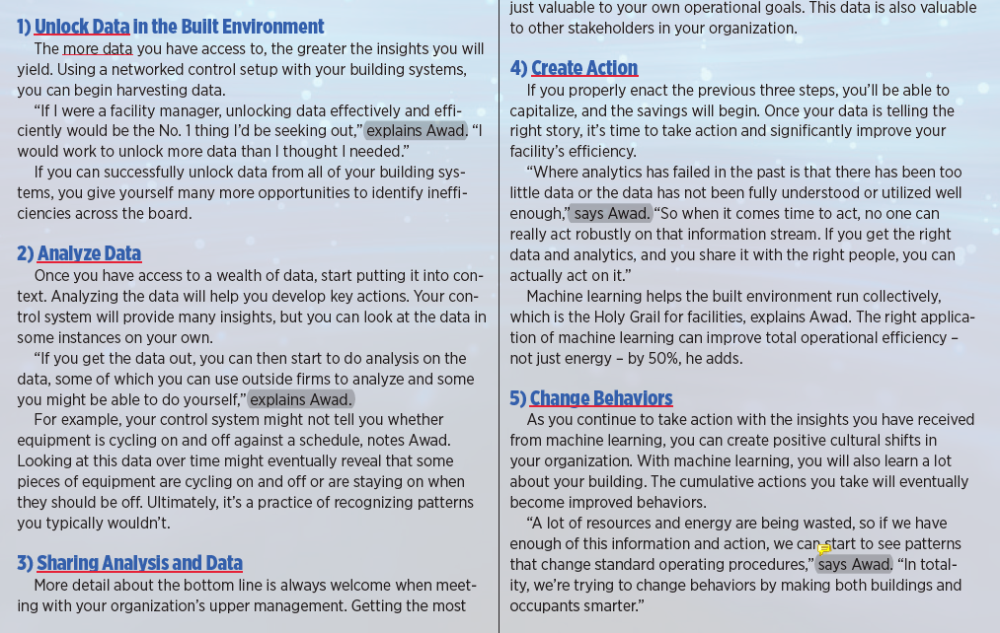 1) Unlock Data in the Built Environment
The more data you have access to, the greater the insights you will
yield. Using a networked control setup with your building systems,
you can begin harvesting data.
“If I were a facility manager, unlocking data effectively and effi-
ciently would be the No. 1 thing I’d be seeking out,” explains Awad. “I
would work to unlock more data than I thought I needed.”
If you can successfully unlock data from all of your building sys-
tems, you give yourself many more opportunities to identify ineffi-
ciencies across the board.
2) Analyze Data
Once you have access to a wealth of data, start putting it into con-
text. Analyzing the data will help you develop key actions. Your con-
trol system will provide many insights, but you can look at the data in
some instances on your own.
“If you get the data out, you can then start to do analysis on the
data, some of which you can use outside firms to analyze and some
you might be able to do yourself,” explains Awad.
For example, your control system might not tell you whether
equipment is cycling on and off against a schedule, notes Awad.
Looking at this data over time might eventually reveal that some
pieces of equipment are cycling on and off or are staying on when
they should be off. Ultimately, it’s a practice of recognizing patterns
you typically wouldn’t.
3) Sharing Analysis and Data
More detail about the bottom line is always welcome when meet-
ing with your organization’s upper management. Getting the most
just valuable to your own operational goals. This data is also valuable
to other stakeholders in your organization.
4) Create Action
If you properly enact the previous three steps, you’ll be able to
capitalize, and the savings will begin. Once your data is telling the
right story, it’s time to take action and significantly improve your
facility’s efficiency.
“Where analytics has failed in the past is that there has been too
little data or the data has not been fully understood or utilized well
enough,” says Awad. “So when it comes time to act, no one can
really act robustly on that information stream. If you get the right
data and analytics, and you share it with the right people, you can
actually act on it.”
Machine learning helps the built environment run collectively,
which is the Holy Grail for facilities, explains Awad. The right applica-
tion of machine learning can improve total operational efficiency –
not just energy – by 50%, he adds.
5) Change Behaviors
As you continue to take action with the insights you have received
from machine learning, you can create positive cultural shifts in
your organization. With machine learning, you will also learn a lot
about your building. The cumulative actions you take will eventually
become improved behaviors.
“A lot of resources and energy are being wasted, so if we have
enough of this information and action, we can start to see patterns
that change standard operating procedures,” says Awad. “In total-
ity, we’re trying to change behaviors by making both buildings and
occupants smarter.”